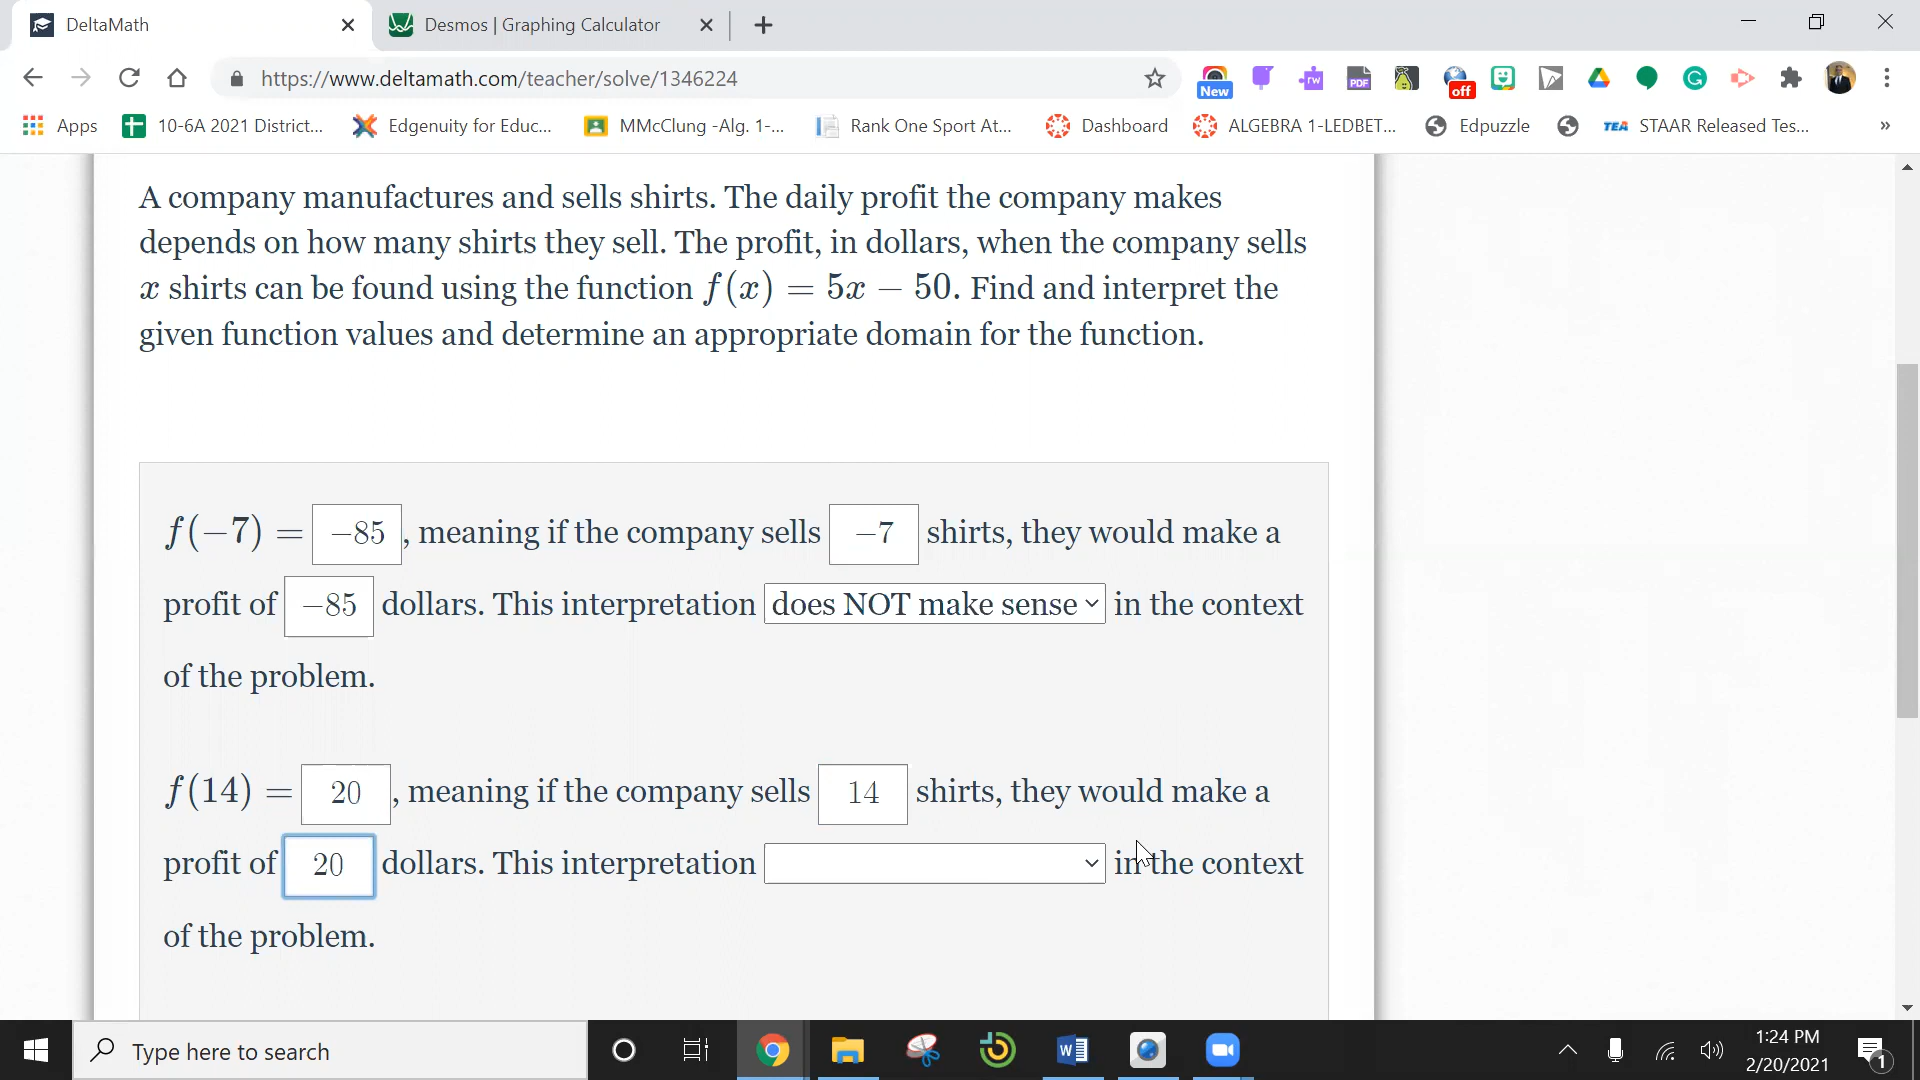 DeltaMath
Desmos | Graphing Calculator
https://www.deltamath.com/teacher/solve/1346224
New
rw
PDF
off
Apps
10-6A 2021 District...
Edgenuity for Educ...
MMcClung -Alg. 1-...
Rank One Sport At...
Dashboard
ALGEBRA 1-LEDBET...
Edpuzzle
TEA STAAR Released Tes...
»
A company manufactures and sells shirts. The daily profit the company makes
depends on how many shirts they sell. The profit, in dollars, when the company sells
x shirts can be found using the function f(x) = 5x − 50. Find and interpret the
given function values and determine an appropriate domain for the function.
f(−7) = −85, meaning if the company sells −7 shirts, they would make a
profit of −85 dollars. This interpretation does NOT make sense in the context
of the problem.
f(14) = 20, meaning if the company sells 14 shirts, they would make a
profit of 20 dollars. This interpretation in the context
of the problem.
Type here to search
W
1:24 PM
2/20/2021
1